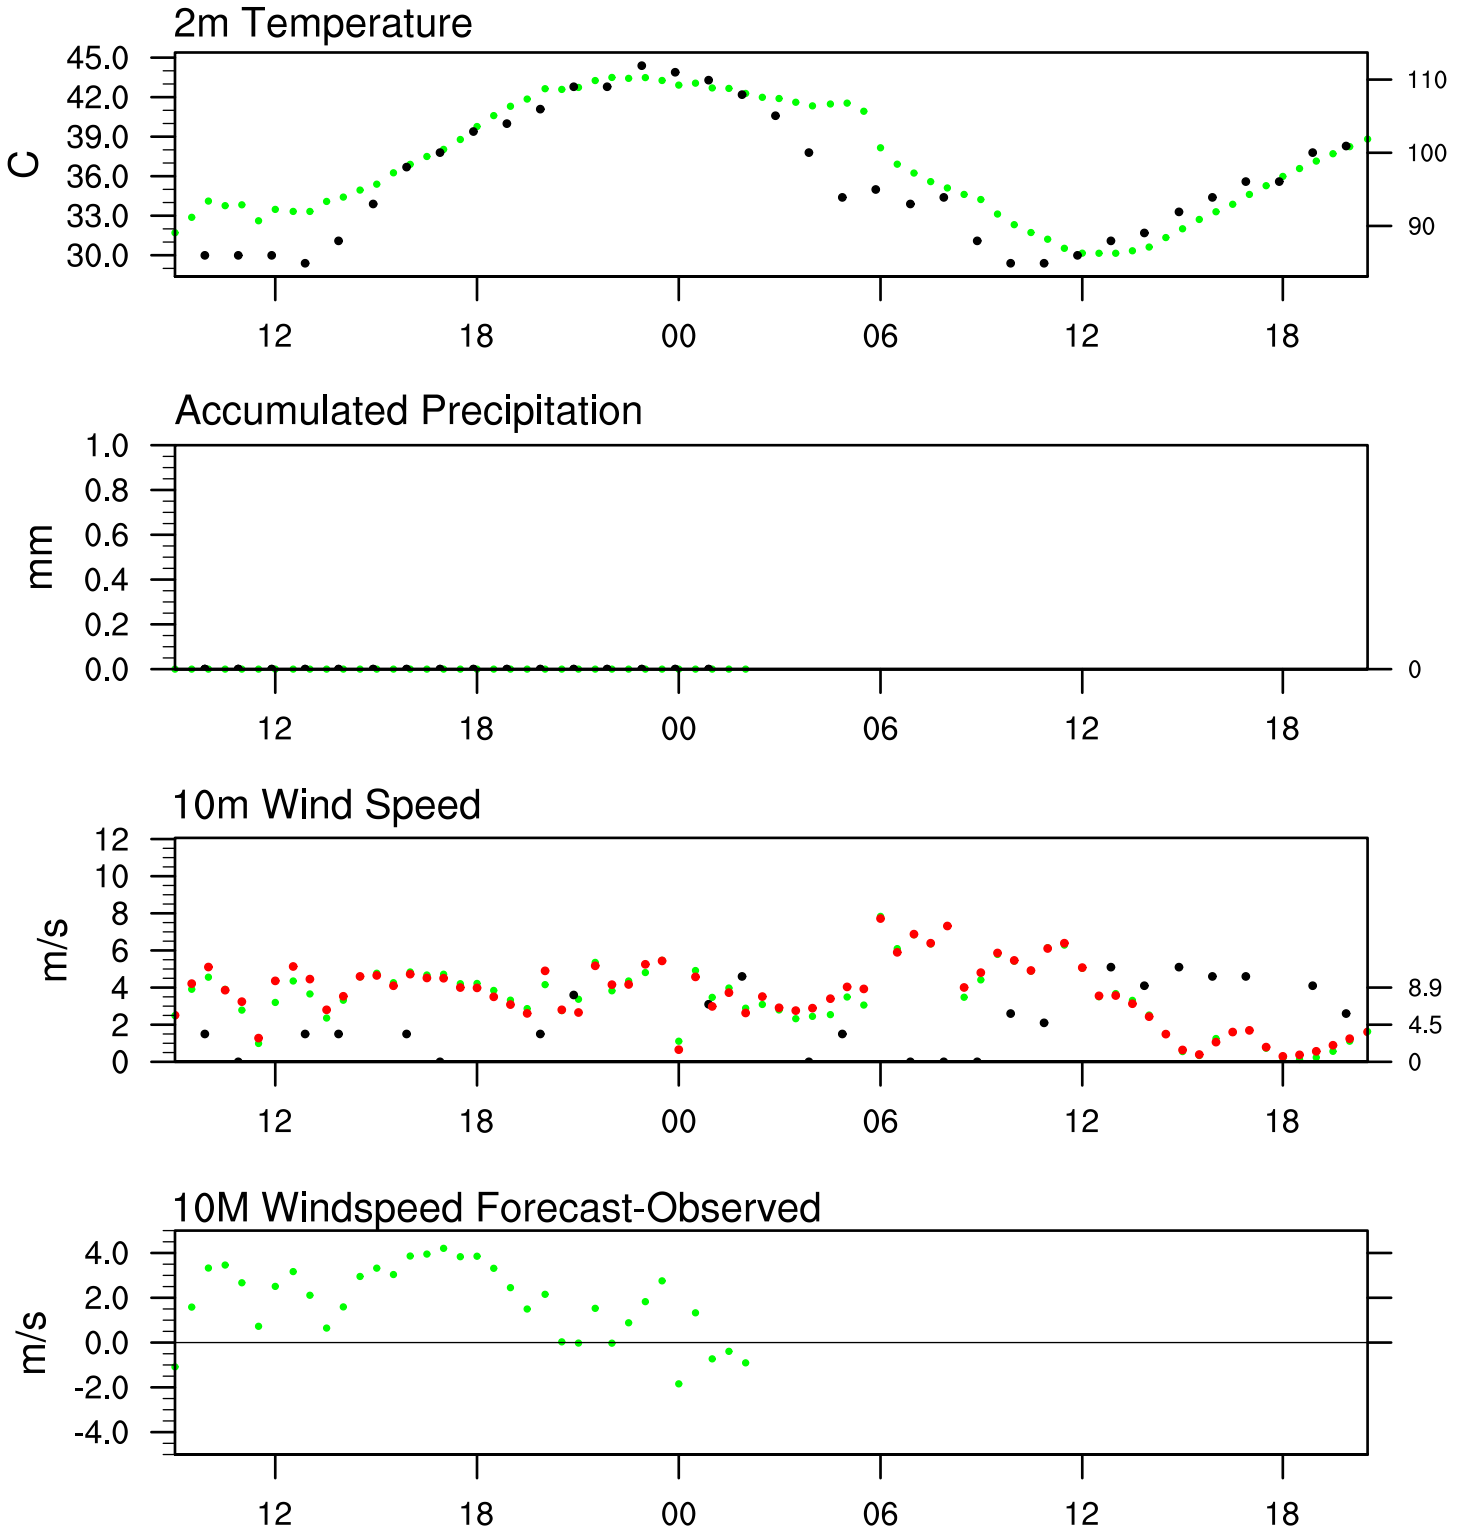 2m Temperature
45.0
42.0
39.0
36.0
33.0
30.0
C
110
100
90
12 18 00 06 12 18
Accumulated Precipitation
1.0
0.8
0.6
0.4
0.2
0.0
mm
0
12 18 00 06 12 18
10m Wind Speed
12
10
8
6
4
2
0
m/s
8.9
4.5
0
12 18 00 06 12 18
10M Windspeed Forecast-Observed
4.0
2.0
0.0
-2.0
-4.0
m/s
12 18 00 06 12 18